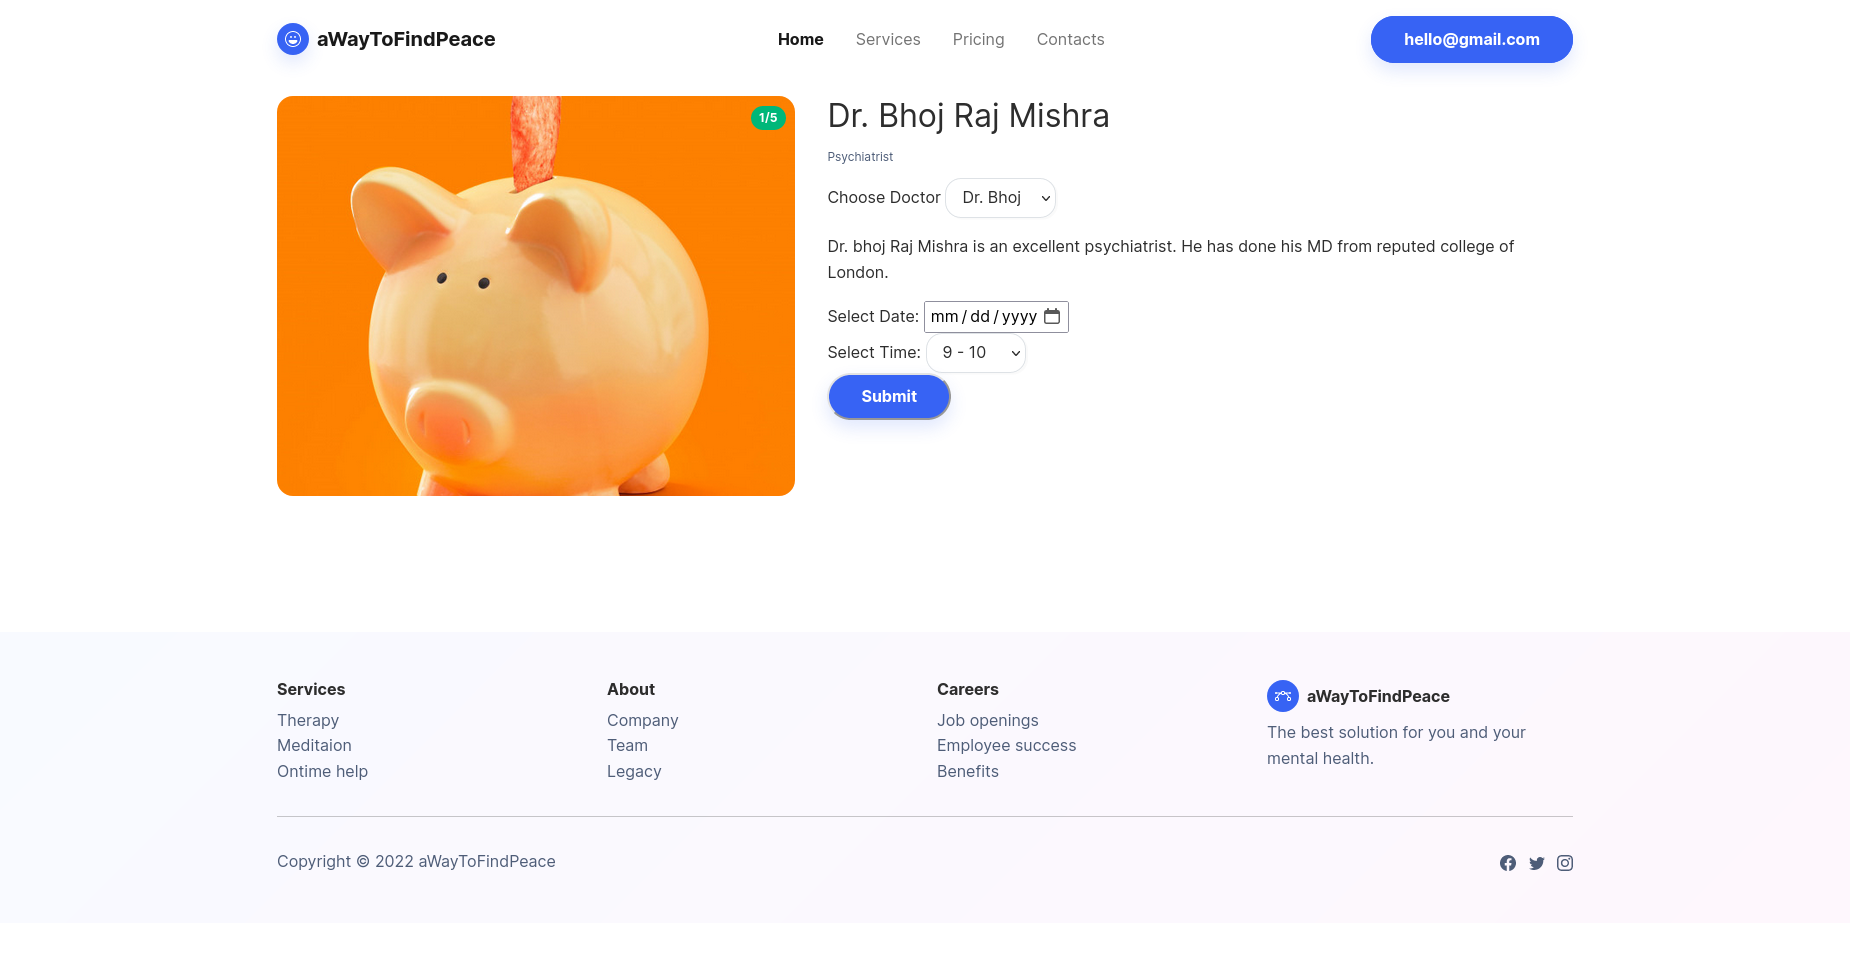 aWayToFindPeace
Home Services Pricing Contacts
hello@gmail.com
1/5
Dr. Bhoj Raj Mishra
Psychiatrist
Choose Doctor Dr. Bhoj
Dr. bhoj Raj Mishra is an excellent psychiatrist. He has done his MD from reputed college of
London.
Select Date: mm/dd/yyyy
Select Time: 9 - 10
Submit
Services
Therapy
Meditaion
Ontime help
About
Company
Team
Legacy
Careers
Job openings
Employee success
Benefits
aWayToFindPeace
The best solution for you and your
mental health.
Copyright © 2022 aWayToFindPeace